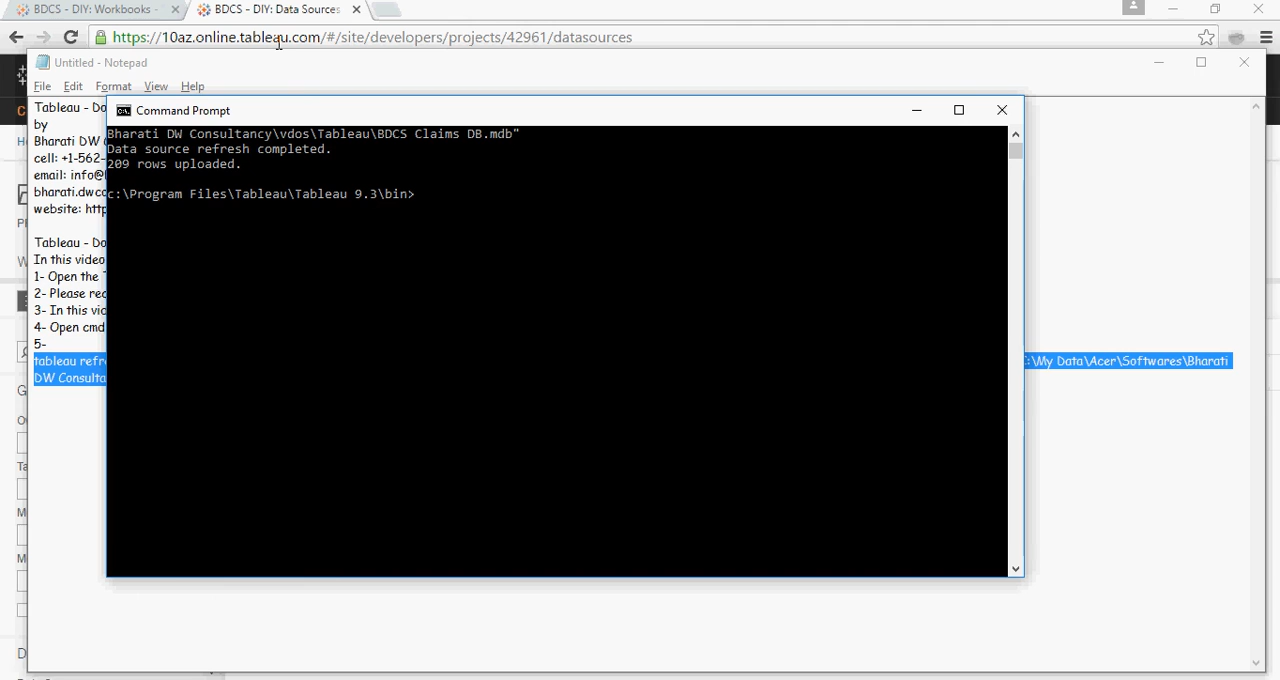 BDCS - DIY: Workbooks -
BDCS - DIY: Data Sources
https://10az.online.tableau.com/#/site/developers/projects/42961/datasources
Untitled - Notepad
File Edit Format View Help
Tableau - Do
by
Bharati DW
cell: +1-562-
email: info@
bharati.dwco
website: http
Tableau - Do
In this video
1- Open the
2- Please rec
3- In this vid
4- Open cmd
5-
tableau refr C:\My Data\Acer\Softwares\Bharati
DW Consulta
Command Prompt
Bharati DW Consultancy\vdos\Tableau\BDCS Claims DB.mdb"
Data source refresh completed.
209 rows uploaded.
c:\Program Files\Tableau\Tableau 9.3\bin>